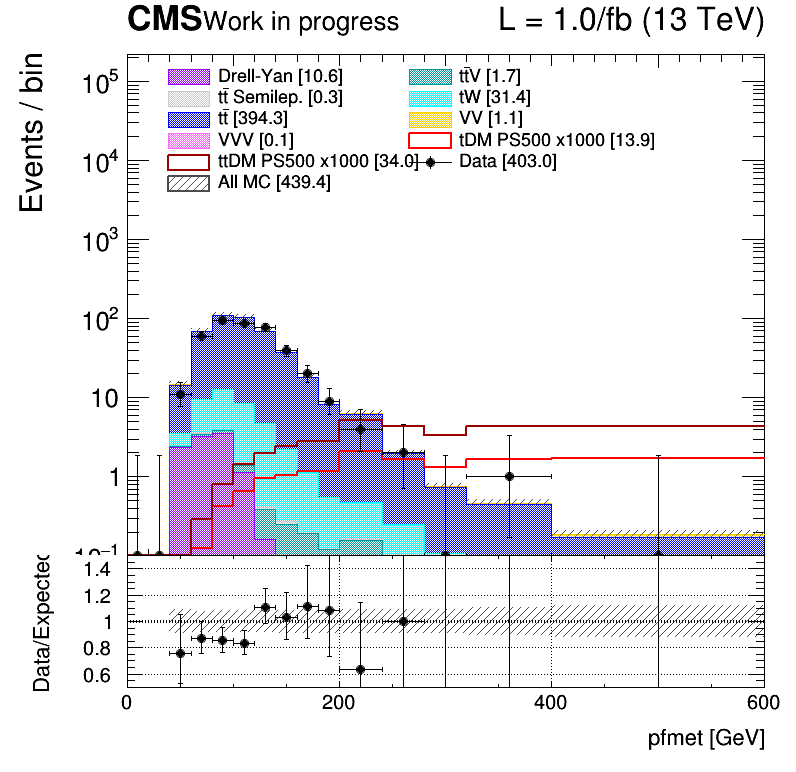 CMS Work in progress L = 1.0/fb (13 TeV)
Events / bin
Drell-Yan [10.6] tt̄V [1.7]
tt̄ Semilep. [0.3] tW [31.4]
tt̄ [394.3] VV [1.1]
VVV [0.1] tDM PS500 x1000 [13.9]
ttDM PS500 x1000 [34.0] Data [403.0]
All MC [439.4]
10⁵
10⁴
10³
10²
10
1
10⁻¹
Data/Expected
1.4
1.2
1
0.8
0.6
0 200 400 600
pfmet [GeV]